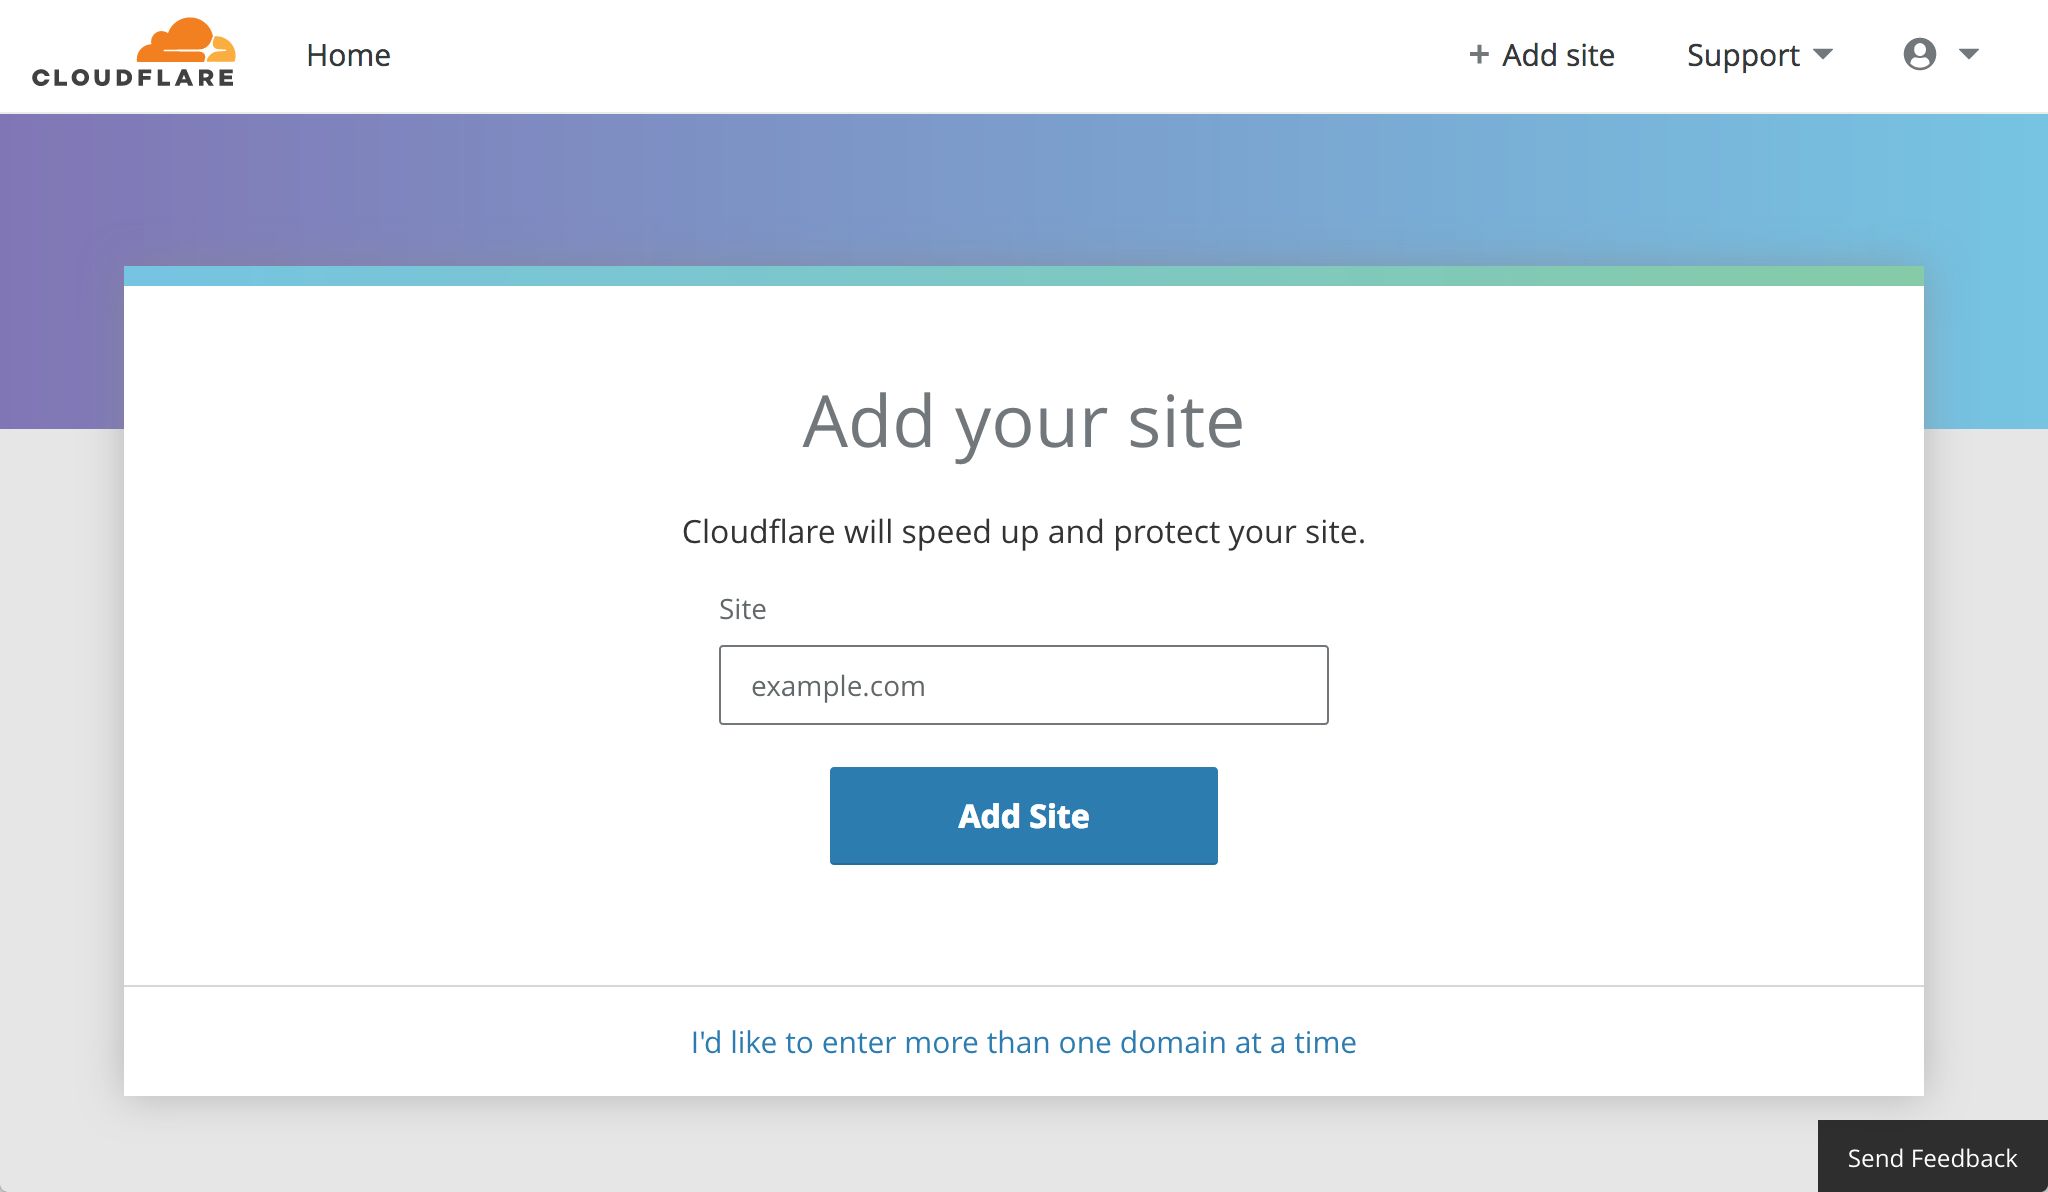 CLOUDFLARE
Home
+ Add site
Support
Add your site
Cloudflare will speed up and protect your site.
Site
example.com
Add Site
I'd like to enter more than one domain at a time
Send Feedback